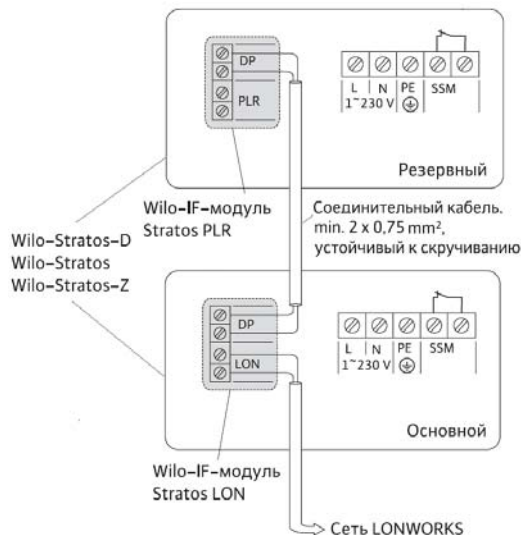 DP
PLR
L N PE SSM
1~230 V
Резервный
Wilo-IF-модуль
Stratos PLR
Соединительный кабель.
min. 2 x 0,75 mm²,
устойчивый к скручиванию
Wilo-Stratos-D
Wilo-Stratos
Wilo-Stratos-Z
DP
LON
L N PE SSM
1~230 V
Основной
Wilo-IF-модуль
Stratos LON
Сеть LONWORKS